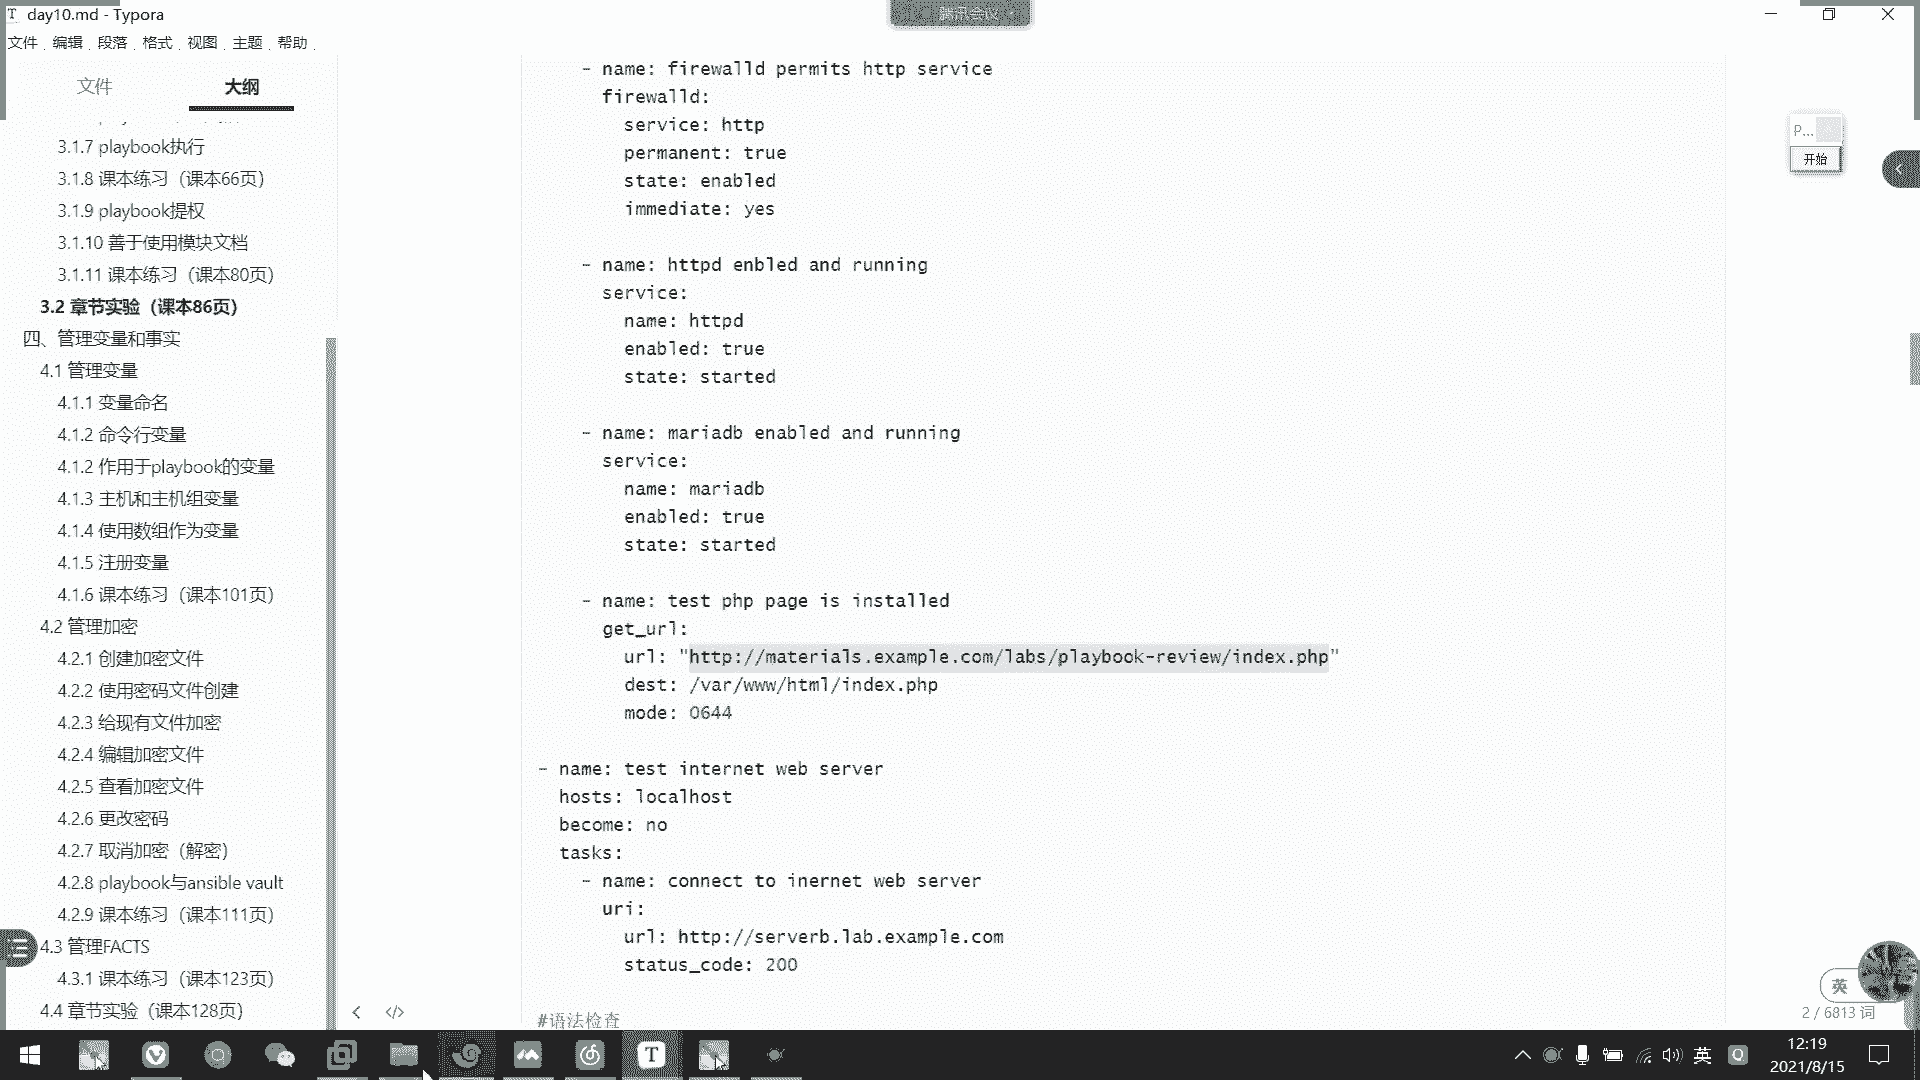 day10.md - Typora
腾讯会议
文件 编辑 段落 格式 视图 主题 帮助
文件 大纲
3.1.7 playbook执行
3.1.8 课本练习（课本66页）
3.1.9 playbook提权
3.1.10 善于使用模块文档
3.1.11 课本练习（课本80页）
3.2 章节实验（课本86页）
四、管理变量和事实
4.1 管理变量
4.1.1 变量命名
4.1.2 命令行变量
4.1.2 作用于playbook的变量
4.1.3 主机和主机组变量
4.1.4 使用数组作为变量
4.1.5 注册变量
4.1.6 课本练习（课本101页）
4.2 管理加密
4.2.1 创建加密文件
4.2.2 使用密码文件创建
4.2.3 给现有文件加密
4.2.4 编辑加密文件
4.2.5 查看加密文件
4.2.6 更改密码
4.2.7 取消加密（解密）
4.2.8 playbook与ansible vault
4.2.9 课本练习（课本111页）
4.3 管理FACTS
4.3.1 课本练习（课本123页）
4.4 章节实验（课本128页）
- name: firewalld permits http service
firewalld:
service: http
permanent: true
state: enabled
immediate: yes
- name: httpd enbled and running
service:
name: httpd
enabled: true
state: started
- name: mariadb enabled and running
service:
name: mariadb
enabled: true
state: started
- name: test php page is installed
get_url:
url: "http://materials.example.com/labs/playbook-review/index.php"
dest: /var/www/html/index.php
mode: 0644
- name: test internet web server
hosts: localhost
become: no
tasks:
- name: connect to inernet web server
uri:
url: http://serverb.lab.example.com
status_code: 200
#语法检查
P...
开始
英
2 / 6813 词
英
12:19
2021/8/15